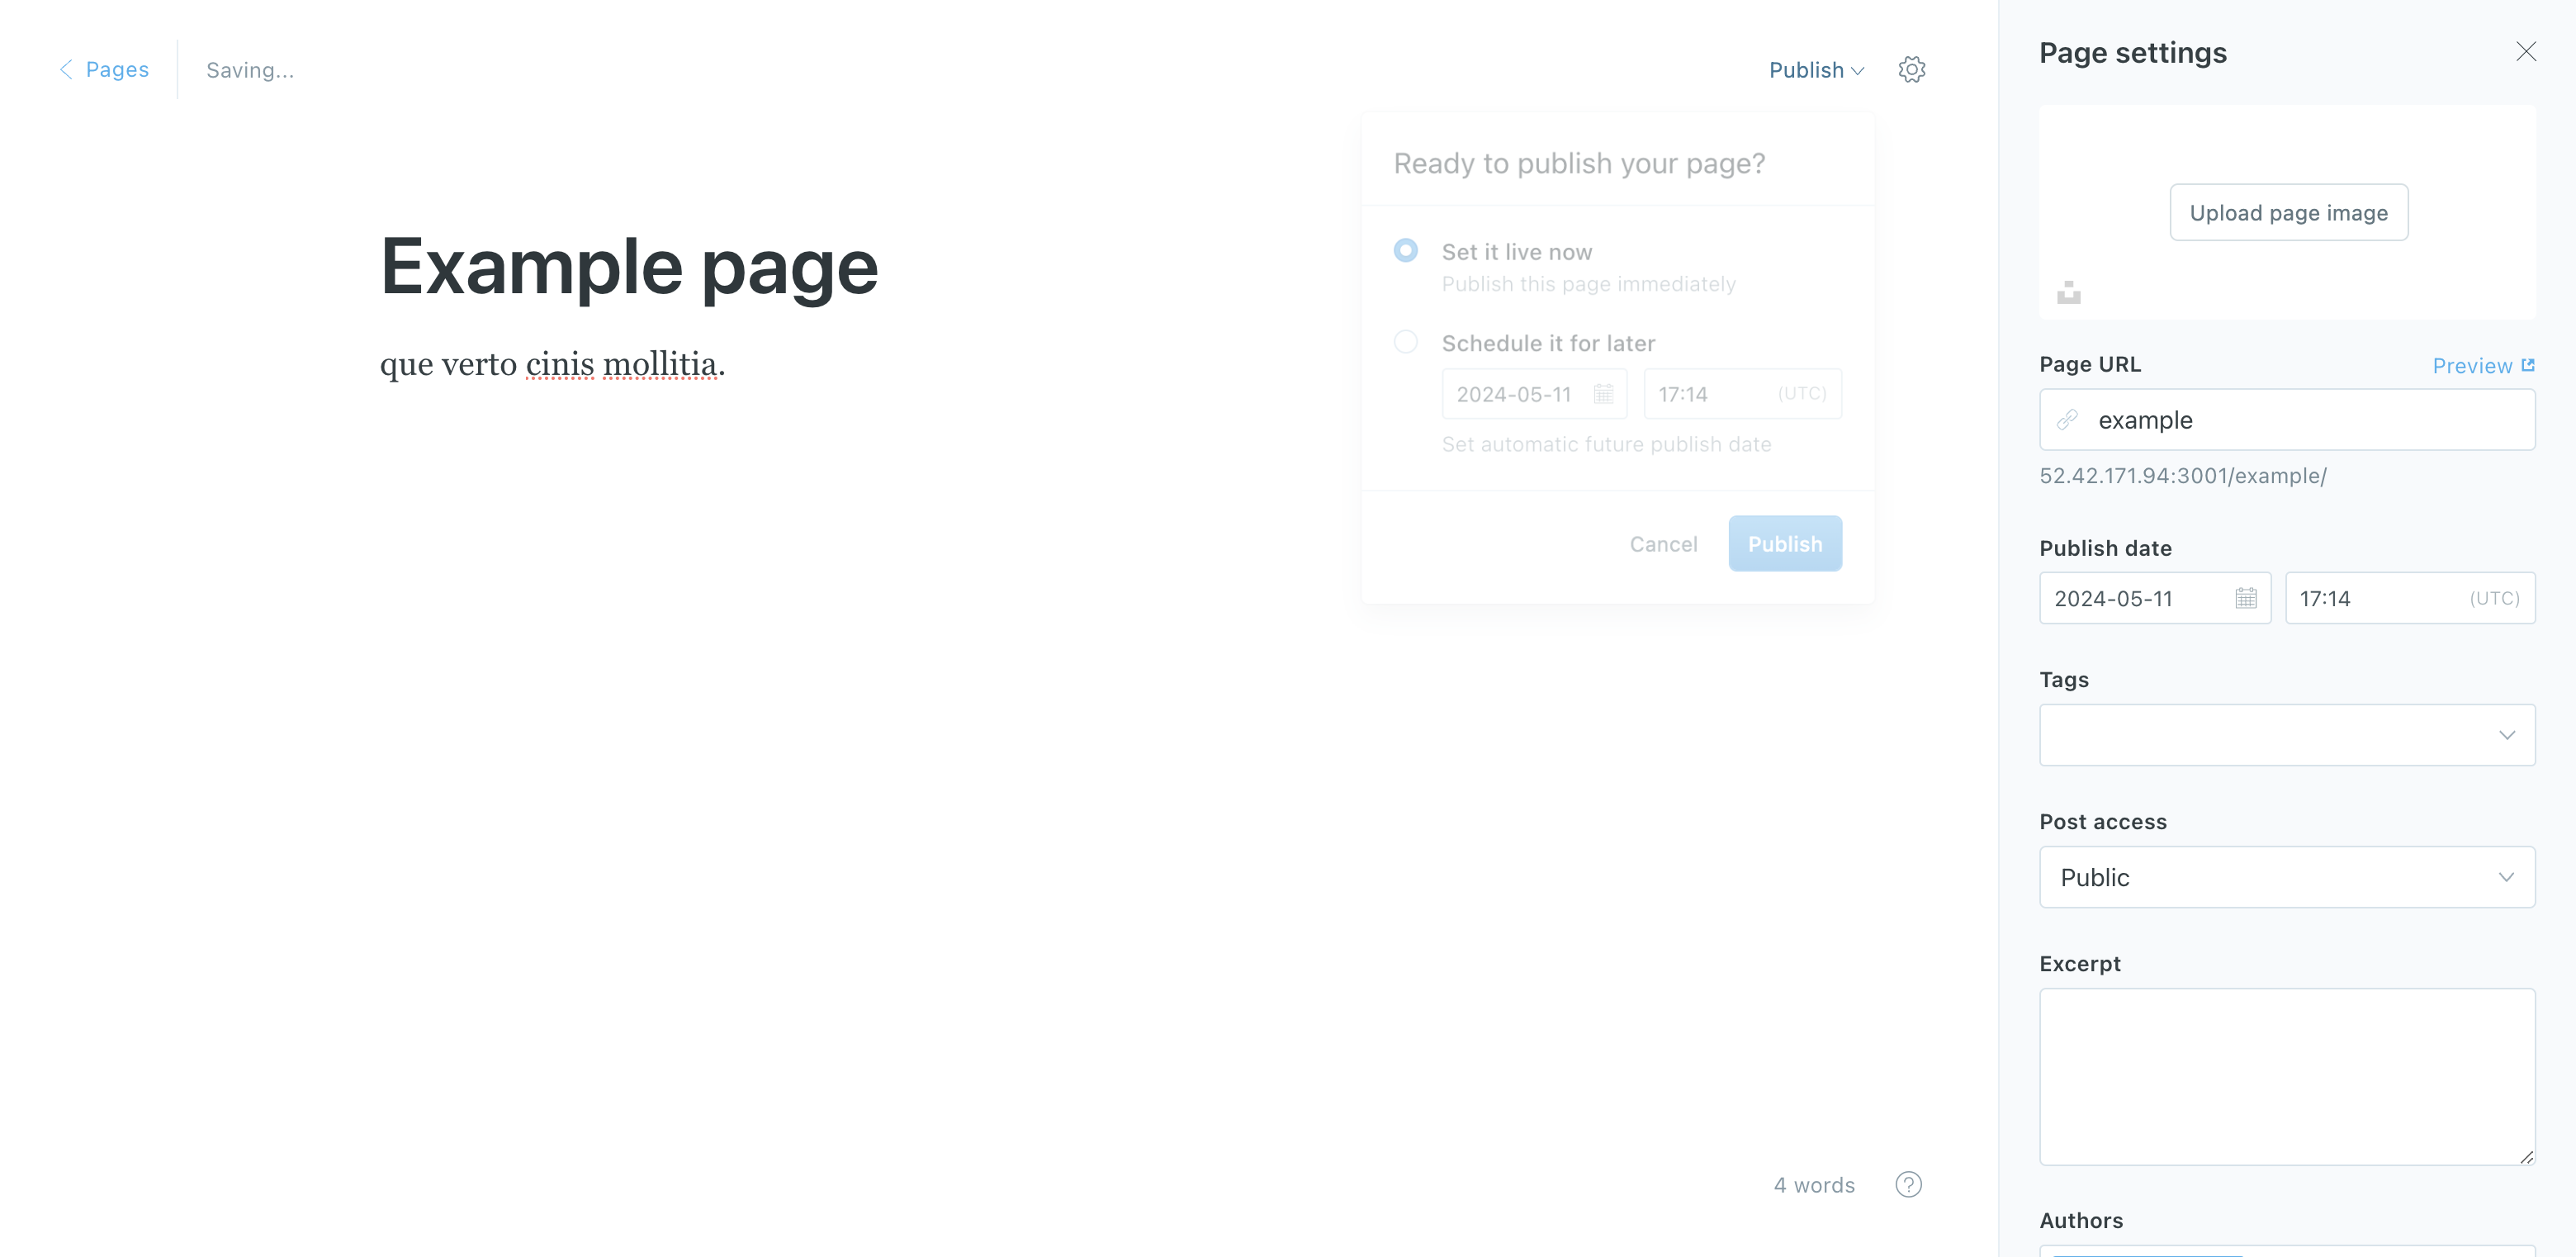 Pages
Saving...
Publish
Example page
que verto cinis mollitia.
Ready to publish your page?
Set it live now
Publish this page immediately
Schedule it for later
2024-05-11
17:14 (UTC)
Set automatic future publish date
Cancel
Publish
4 words
Page settings
Upload page image
Page URL
Preview
example
52.42.171.94:3001/example/
Publish date
2024-05-11
17:14 (UTC)
Tags
Post access
Public
Excerpt
Authors